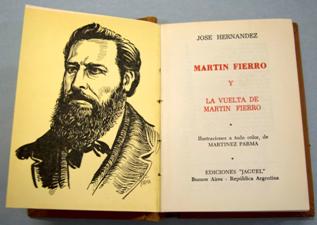 JOSE HERNANDEZ
MARTIN FIERRO
Y
LA VUELTA DE
MARTIN FIERRO
Ilustraciones a todo color, de
MARTINEZ PARMA
EDICIONES "JAGUEL"
Buenos Aires - República Argentina